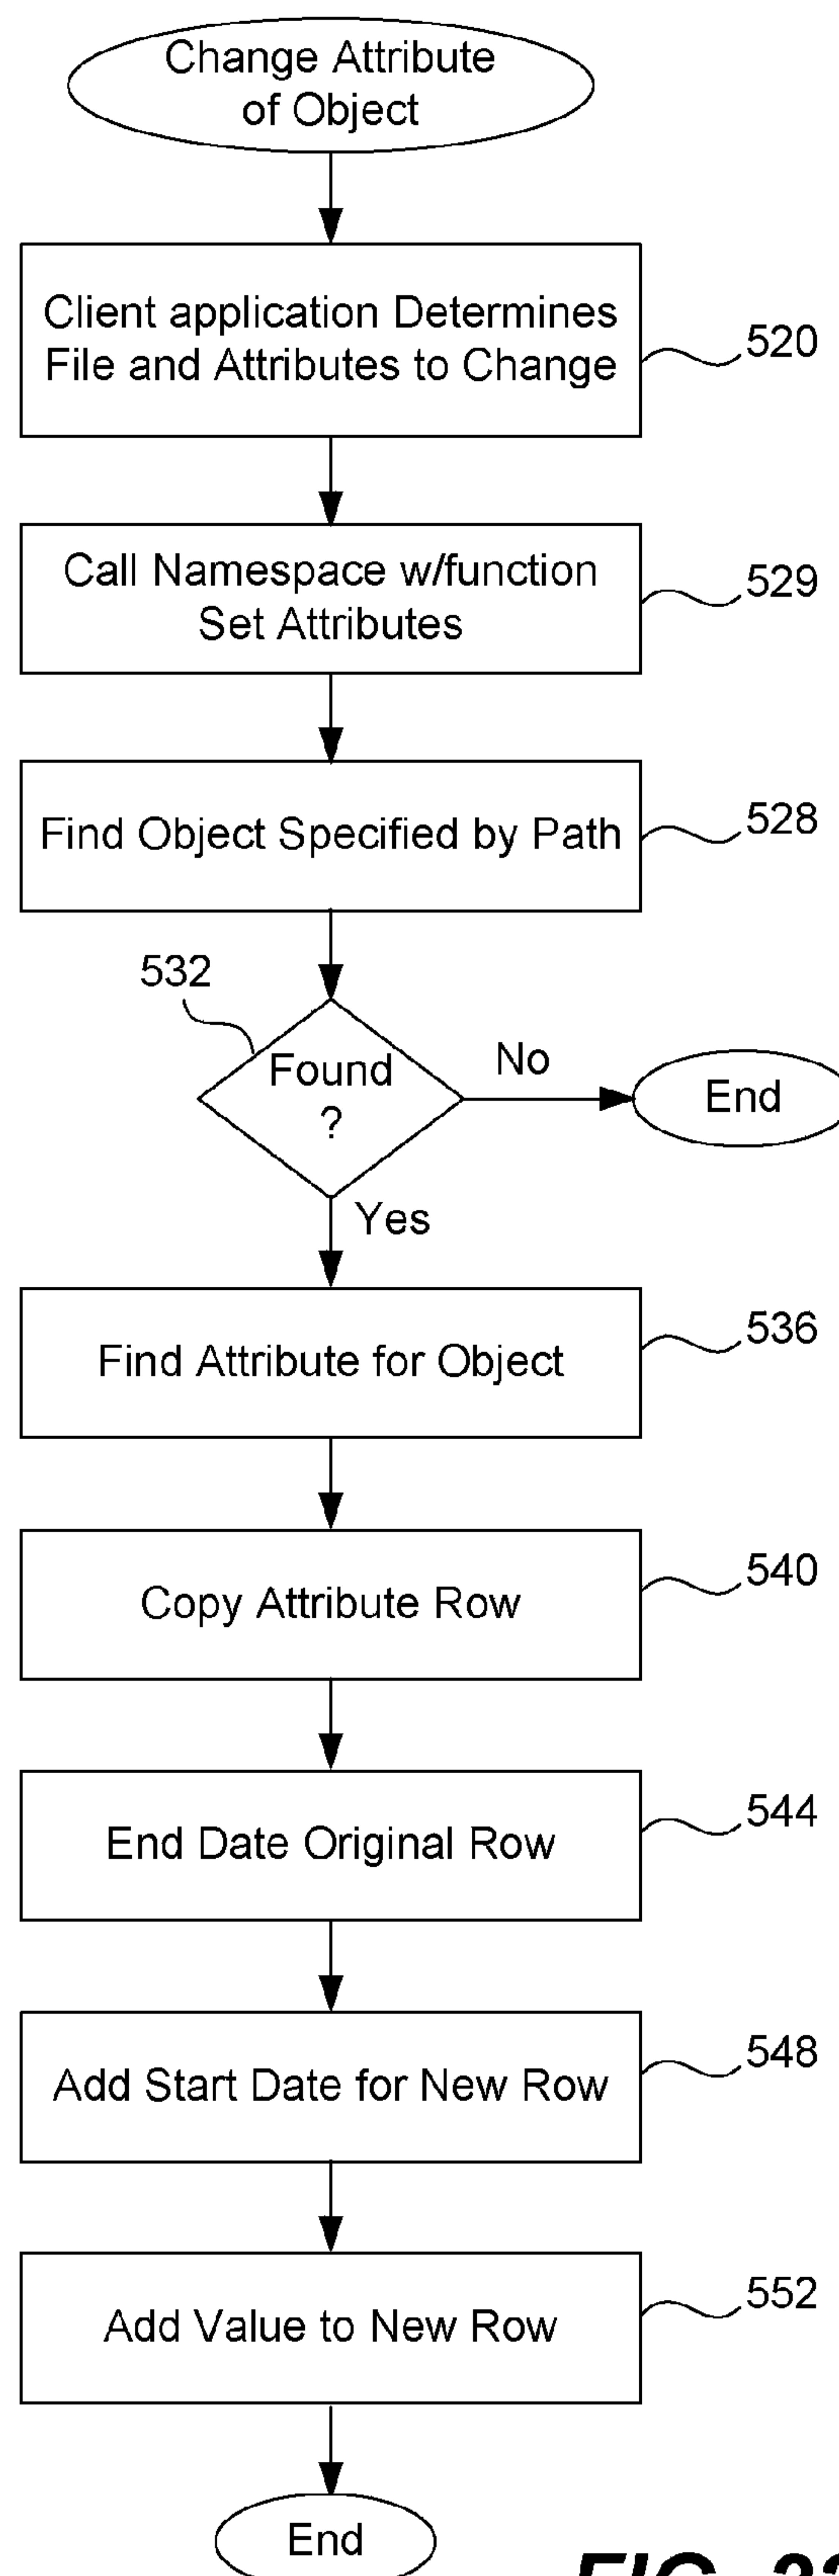 Change Attribute
of Object
Client application Determines
File and Attributes to Change
520
Call Namespace w/function
Set Attributes
529
Find Object Specified by Path
528
532
Found
?
No
End
Yes
Find Attribute for Object
536
Copy Attribute Row
540
End Date Original Row
544
Add Start Date for New Row
548
Add Value to New Row
552
End
FIG.